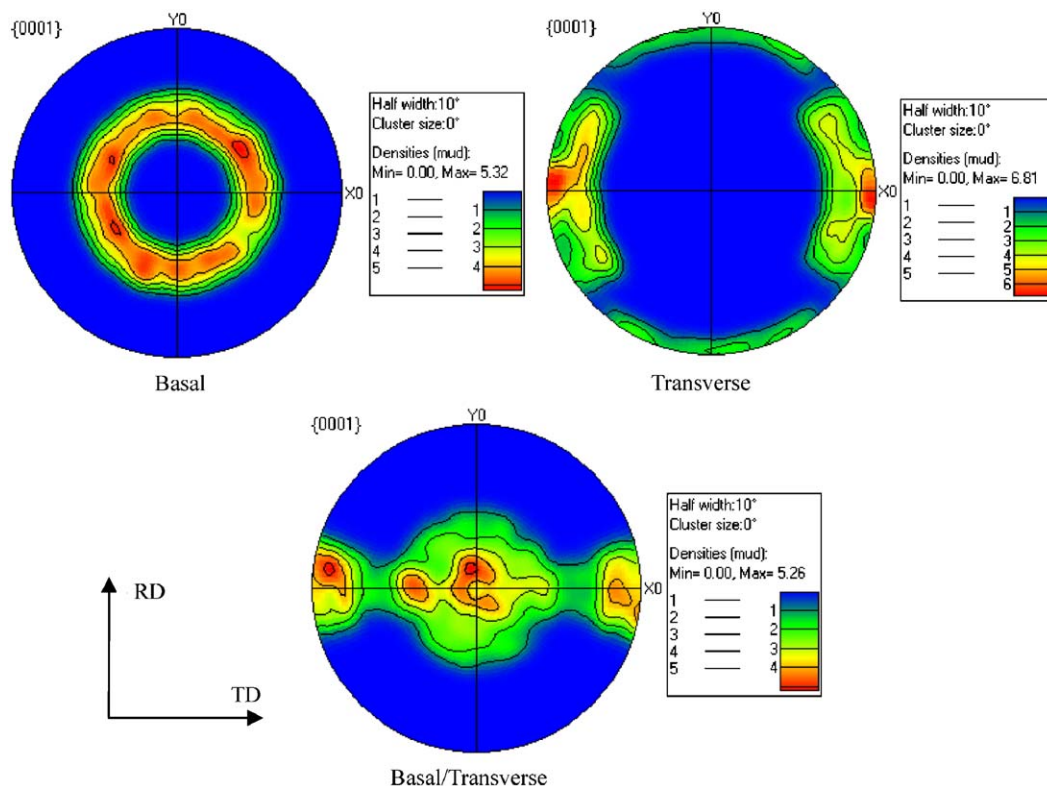 {0001}
Y0
X0
Half width:10°
Cluster size:0°
Densities (mud):
Min= 0.00, Max= 5.32
1
2
3
4
5
1
2
3
4
Basal
{0001}
Y0
X0
Half width:10°
Cluster size:0°
Densities (mud):
Min= 0.00, Max= 6.81
1
2
3
4
5
1
2
3
4
5
6
Transverse
{0001}
Y0
X0
Half width:10°
Cluster size:0°
Densities (mud):
Min= 0.00, Max= 5.26
1
2
3
4
5
1
2
3
4
Basal/Transverse
RD
TD